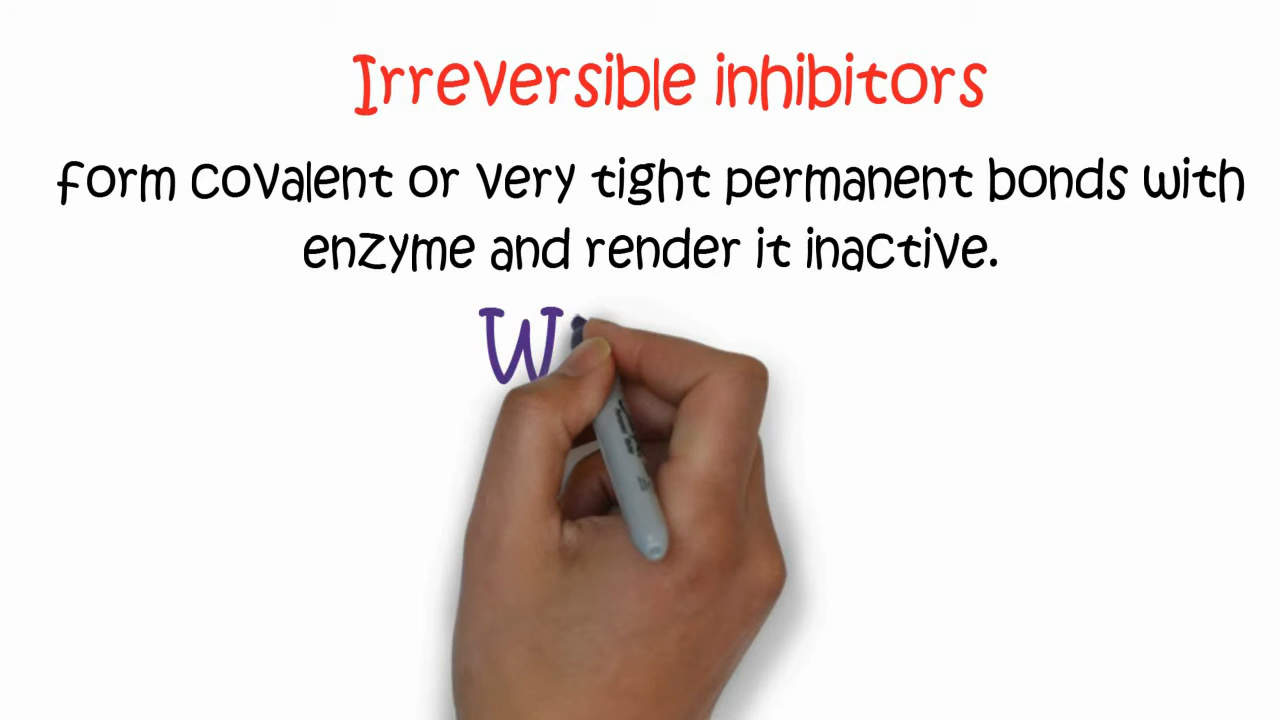 Irreversible inhibitors
form covalent or very tight permanent bonds with
enzyme and render it inactive.